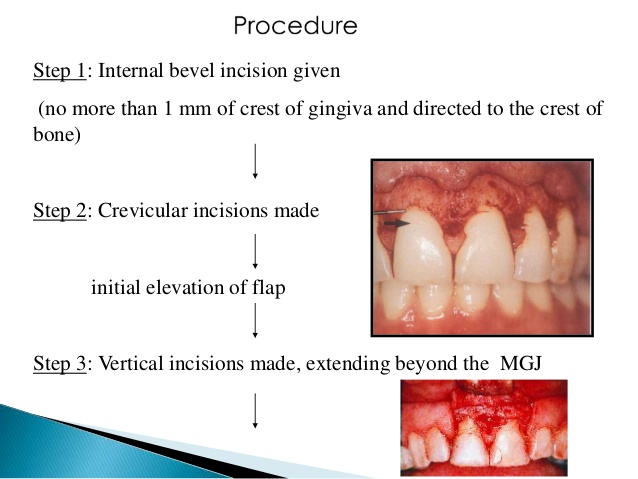 Procedure
Step 1: Internal bevel incision given
(no more than 1 mm of crest of gingiva and directed to the crest of
bone)
Step 2: Crevicular incisions made
initial elevation of flap
Step 3: Vertical incisions made, extending beyond the MGJ